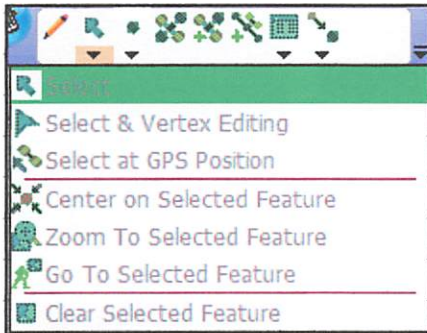 Select
Select & Vertex Editing
Select at GPS Position
Center on Selected Feature
Zoom To Selected Feature
Go To Selected Feature
Clear Selected Feature